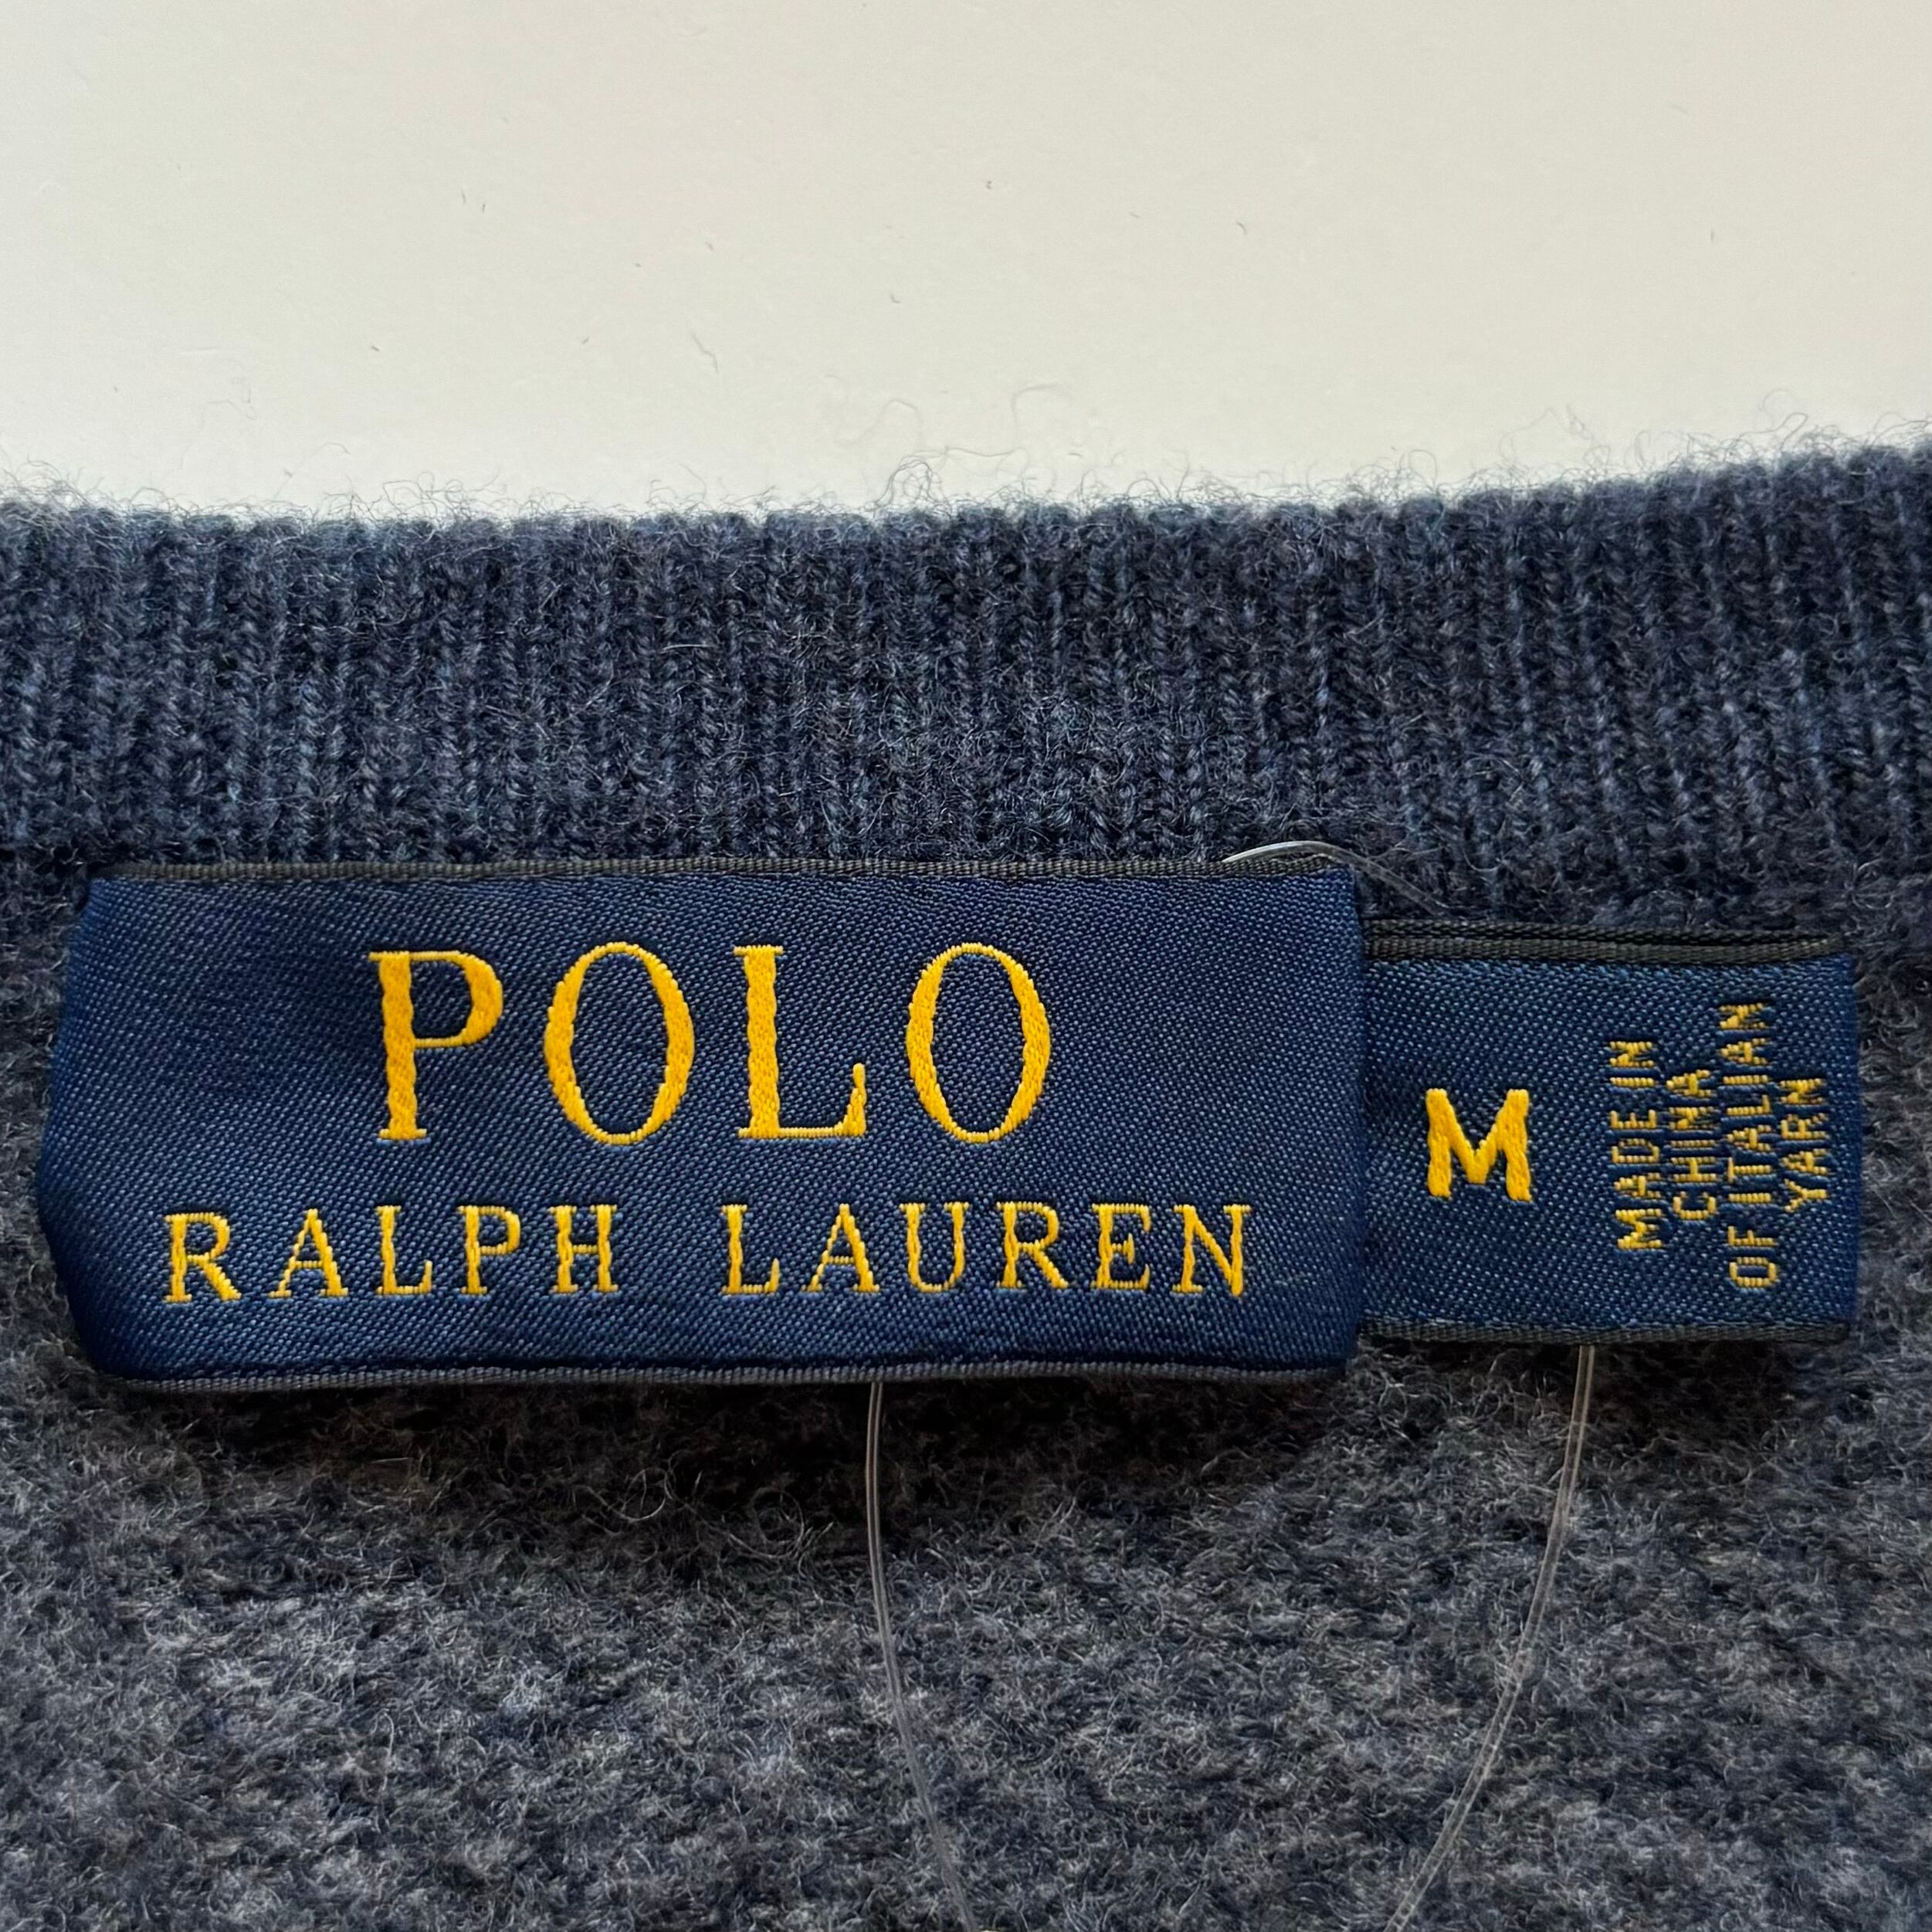 POLO
RALPH LAUREN
M
MADE IN
CHINA
OF ITALIAN
YARN